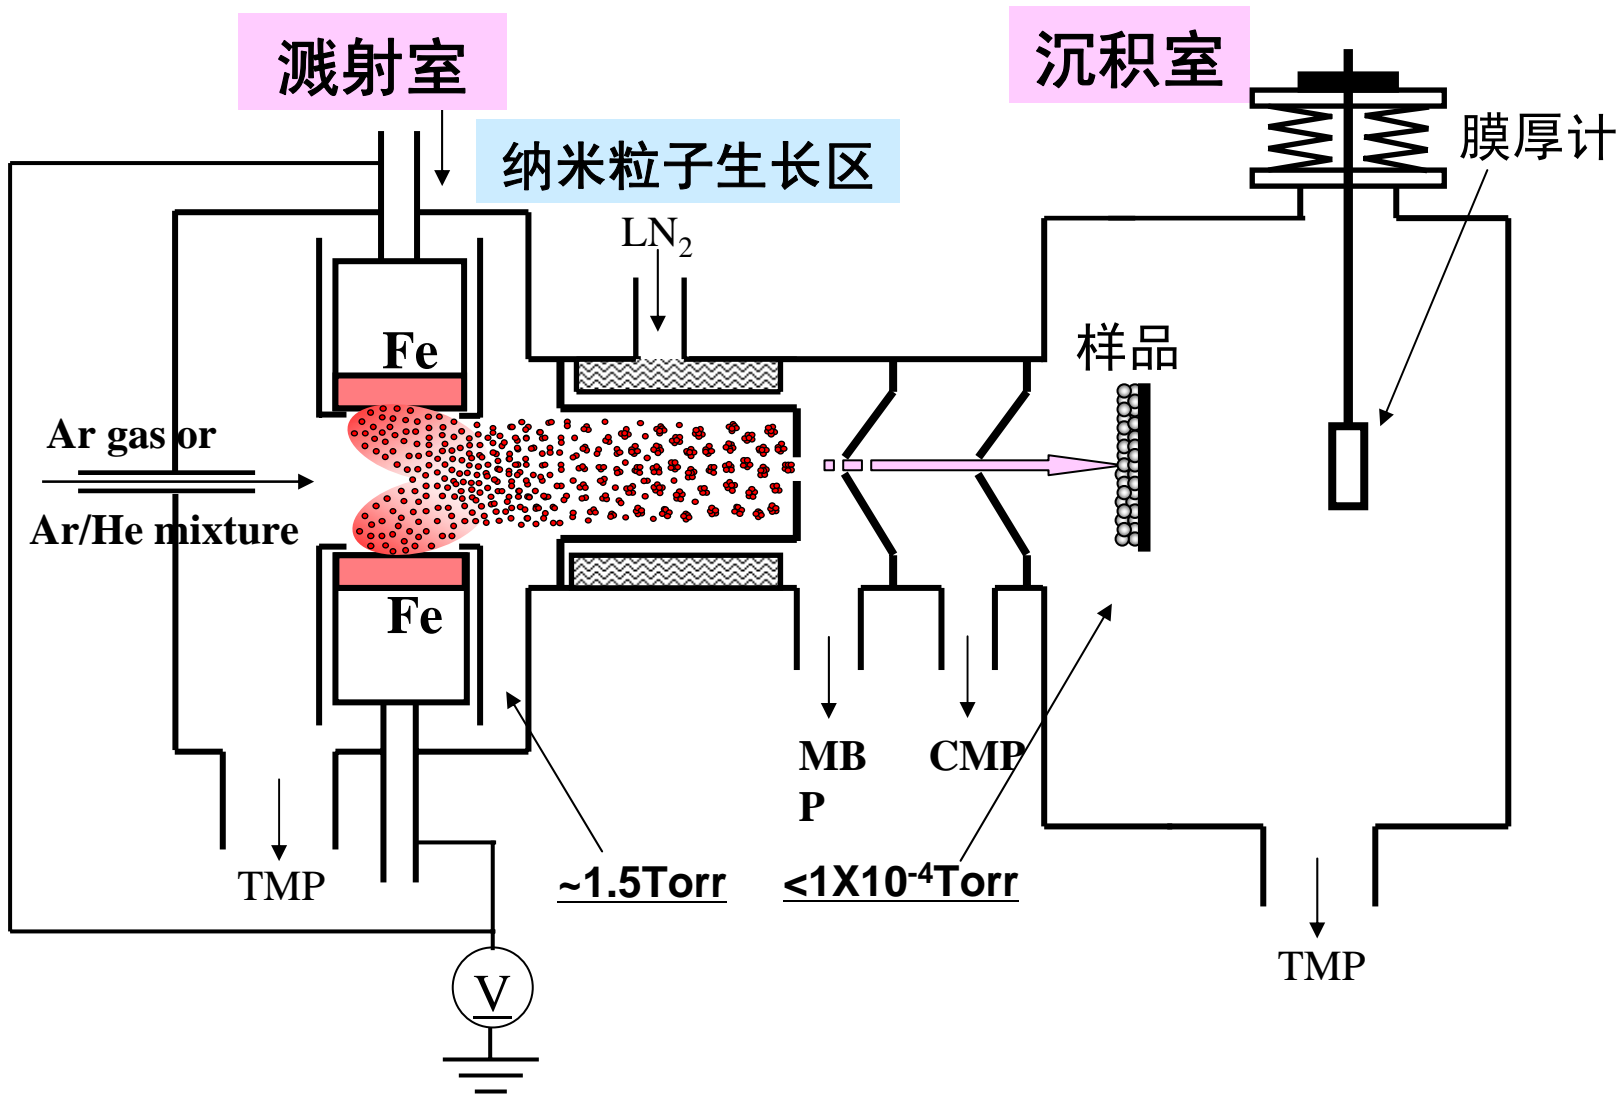 溅射室
沉积室
膜厚计
纳米粒子生长区
LN₂
样品
Fe
Ar gas or
Ar/He mixture
Fe
MB
P
CMP
TMP
~1.5Torr
<1X10⁻⁴Torr
TMP
V